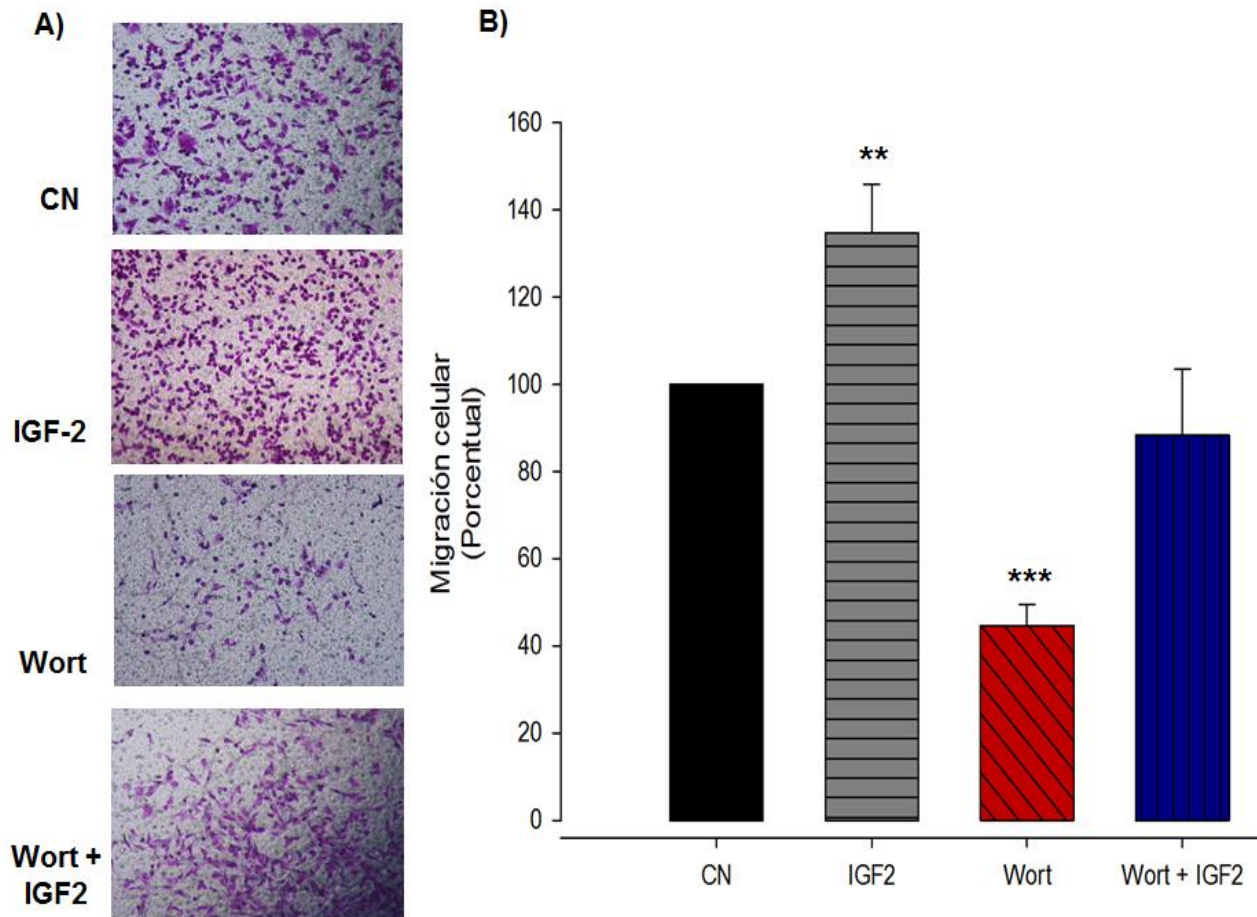 A)
CN
IGF-2
Wort
Wort +
IGF2
B)
Migración celular
(Porcentual)
160
140
120
100
80
60
40
20
0
**
***
CN
IGF2
Wort
Wort + IGF2